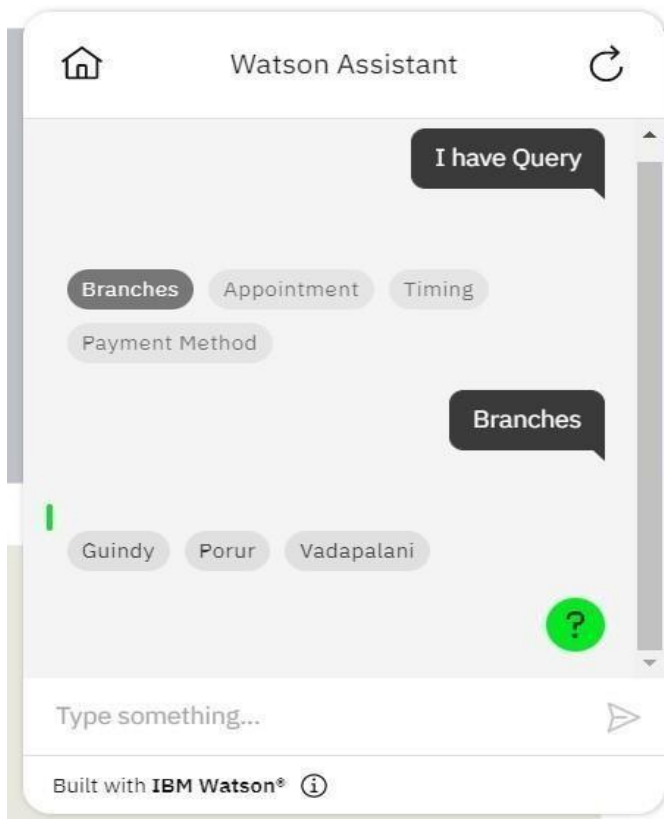 Watson Assistant
I have Query
Branches Appointment Timing
Payment Method
Branches
Guindy Porur Vadapalani
?
Type something...
Built with IBM Watson® i